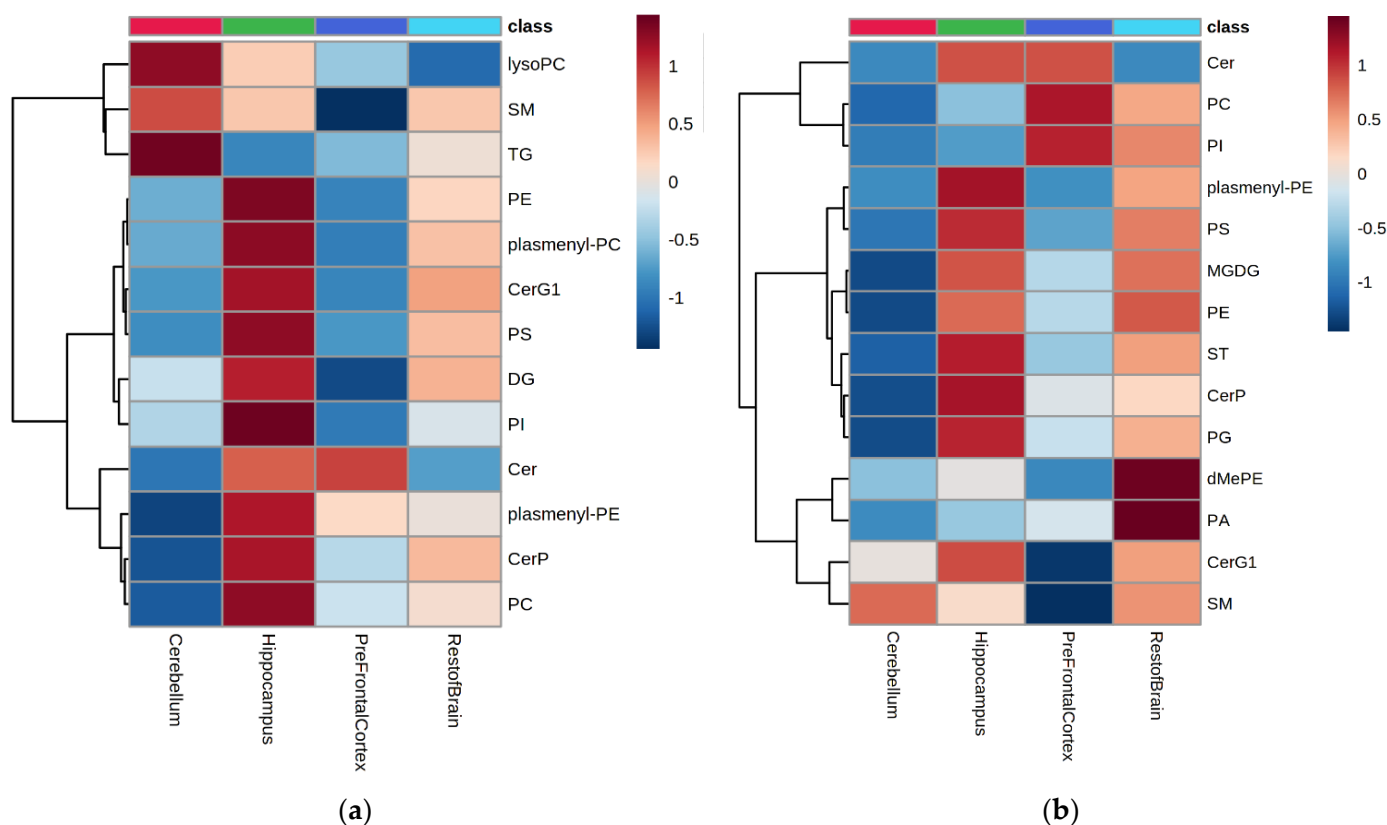 class
lysoPC
SM
TG
PE
plasmenyl-PC
CerG1
PS
DG
PI
Cer
plasmenyl-PE
CerP
PC
Cerebellum
Hippocampus
PreFrontalCortex
RestofBrain
1
0.5
0
-0.5
-1
(a)
class
Cer
PC
PI
plasmenyl-PE
PS
MGDG
PE
ST
CerP
PG
dMePE
PA
CerG1
SM
Cerebellum
Hippocampus
PreFrontalCortex
RestofBrain
1
0.5
0
-0.5
-1
(b)